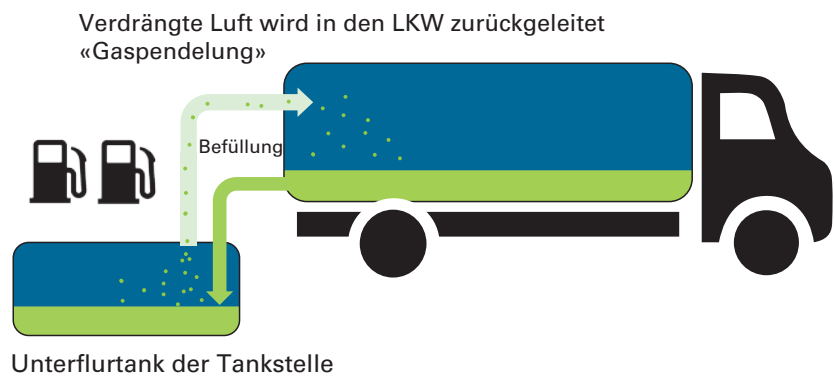 Verdrängte Luft wird in den LKW zurückgeleitet
«Gaspendelung»
Befüllung
Unterflurtank der Tankstelle